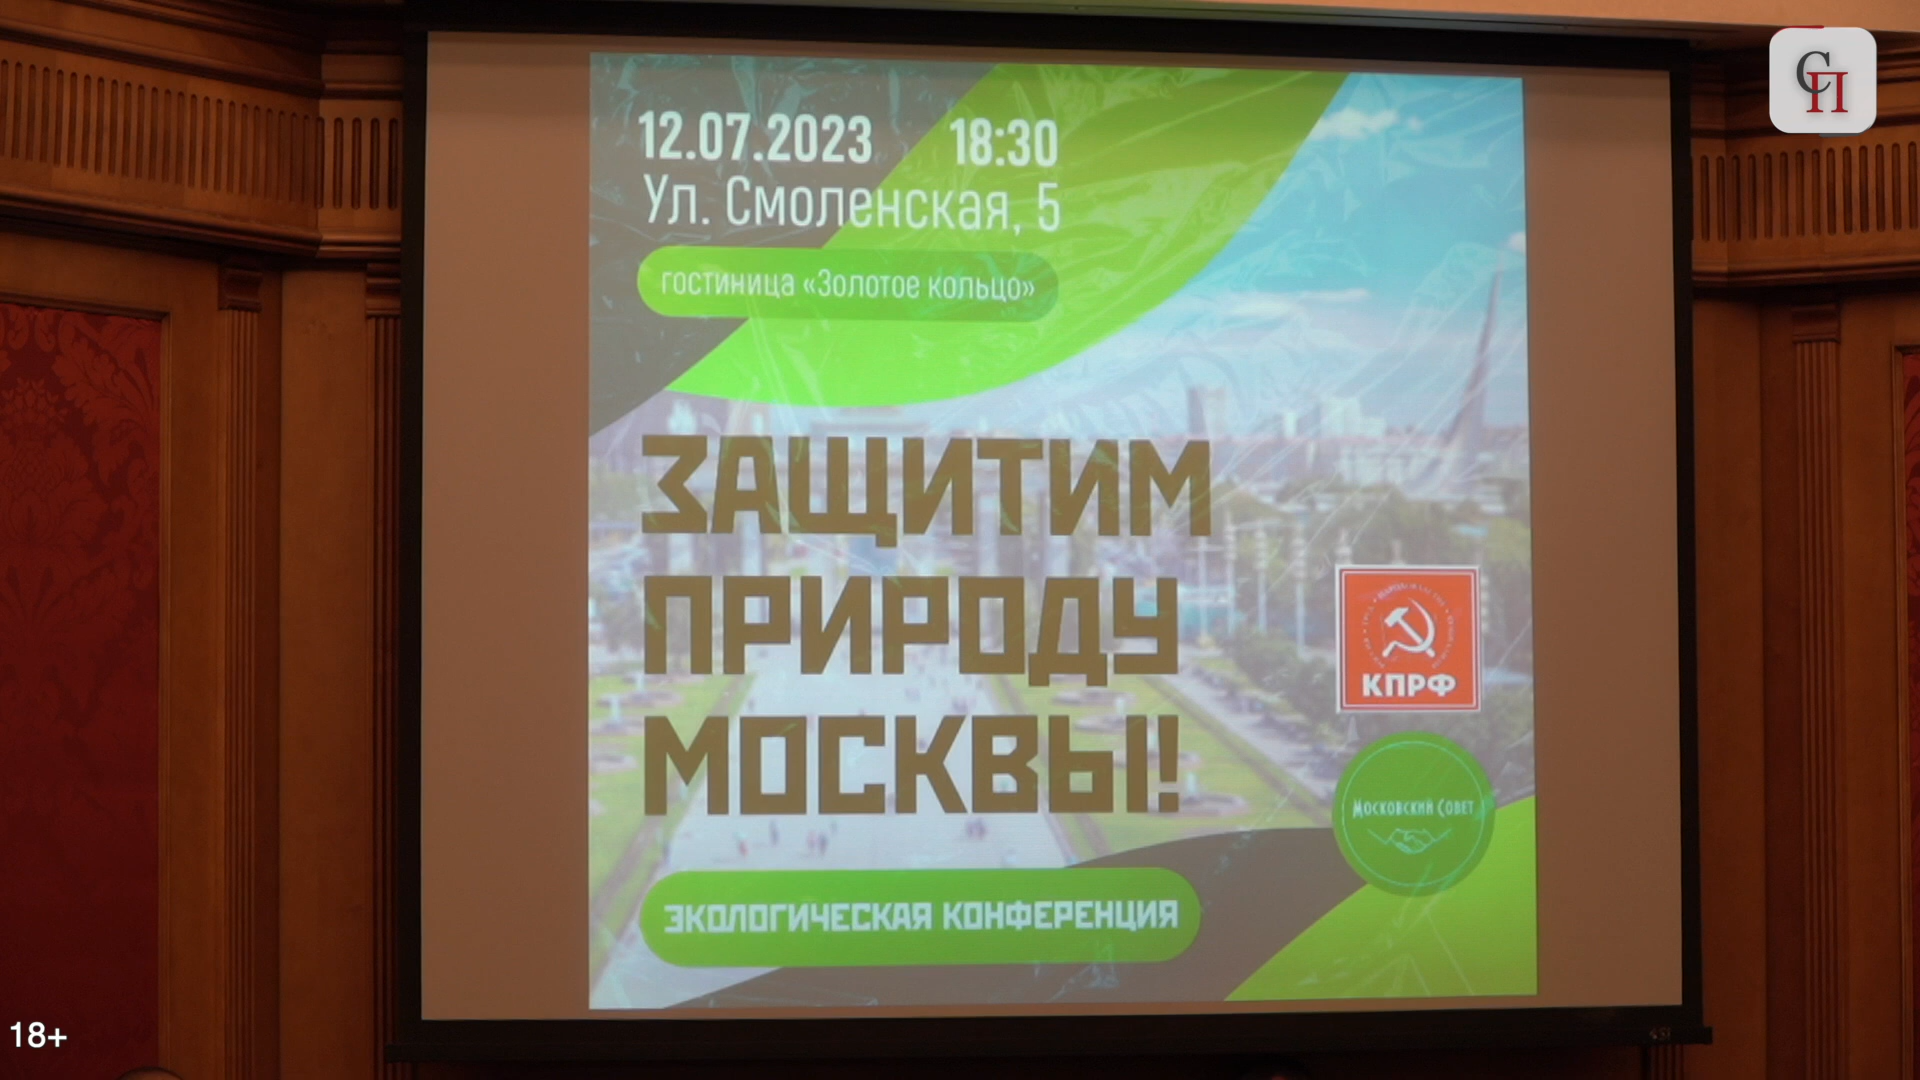 СП
12.07.2023 18:30
Ул. Смоленская, 5
гостиница «Золотое кольцо»
ЗАЩИТИМ
ПРИРОДУ
МОСКВЫ!
КПРФ
Московский Совет
ЭКОЛОГИЧЕСКАЯ КОНФЕРЕНЦИЯ
18+